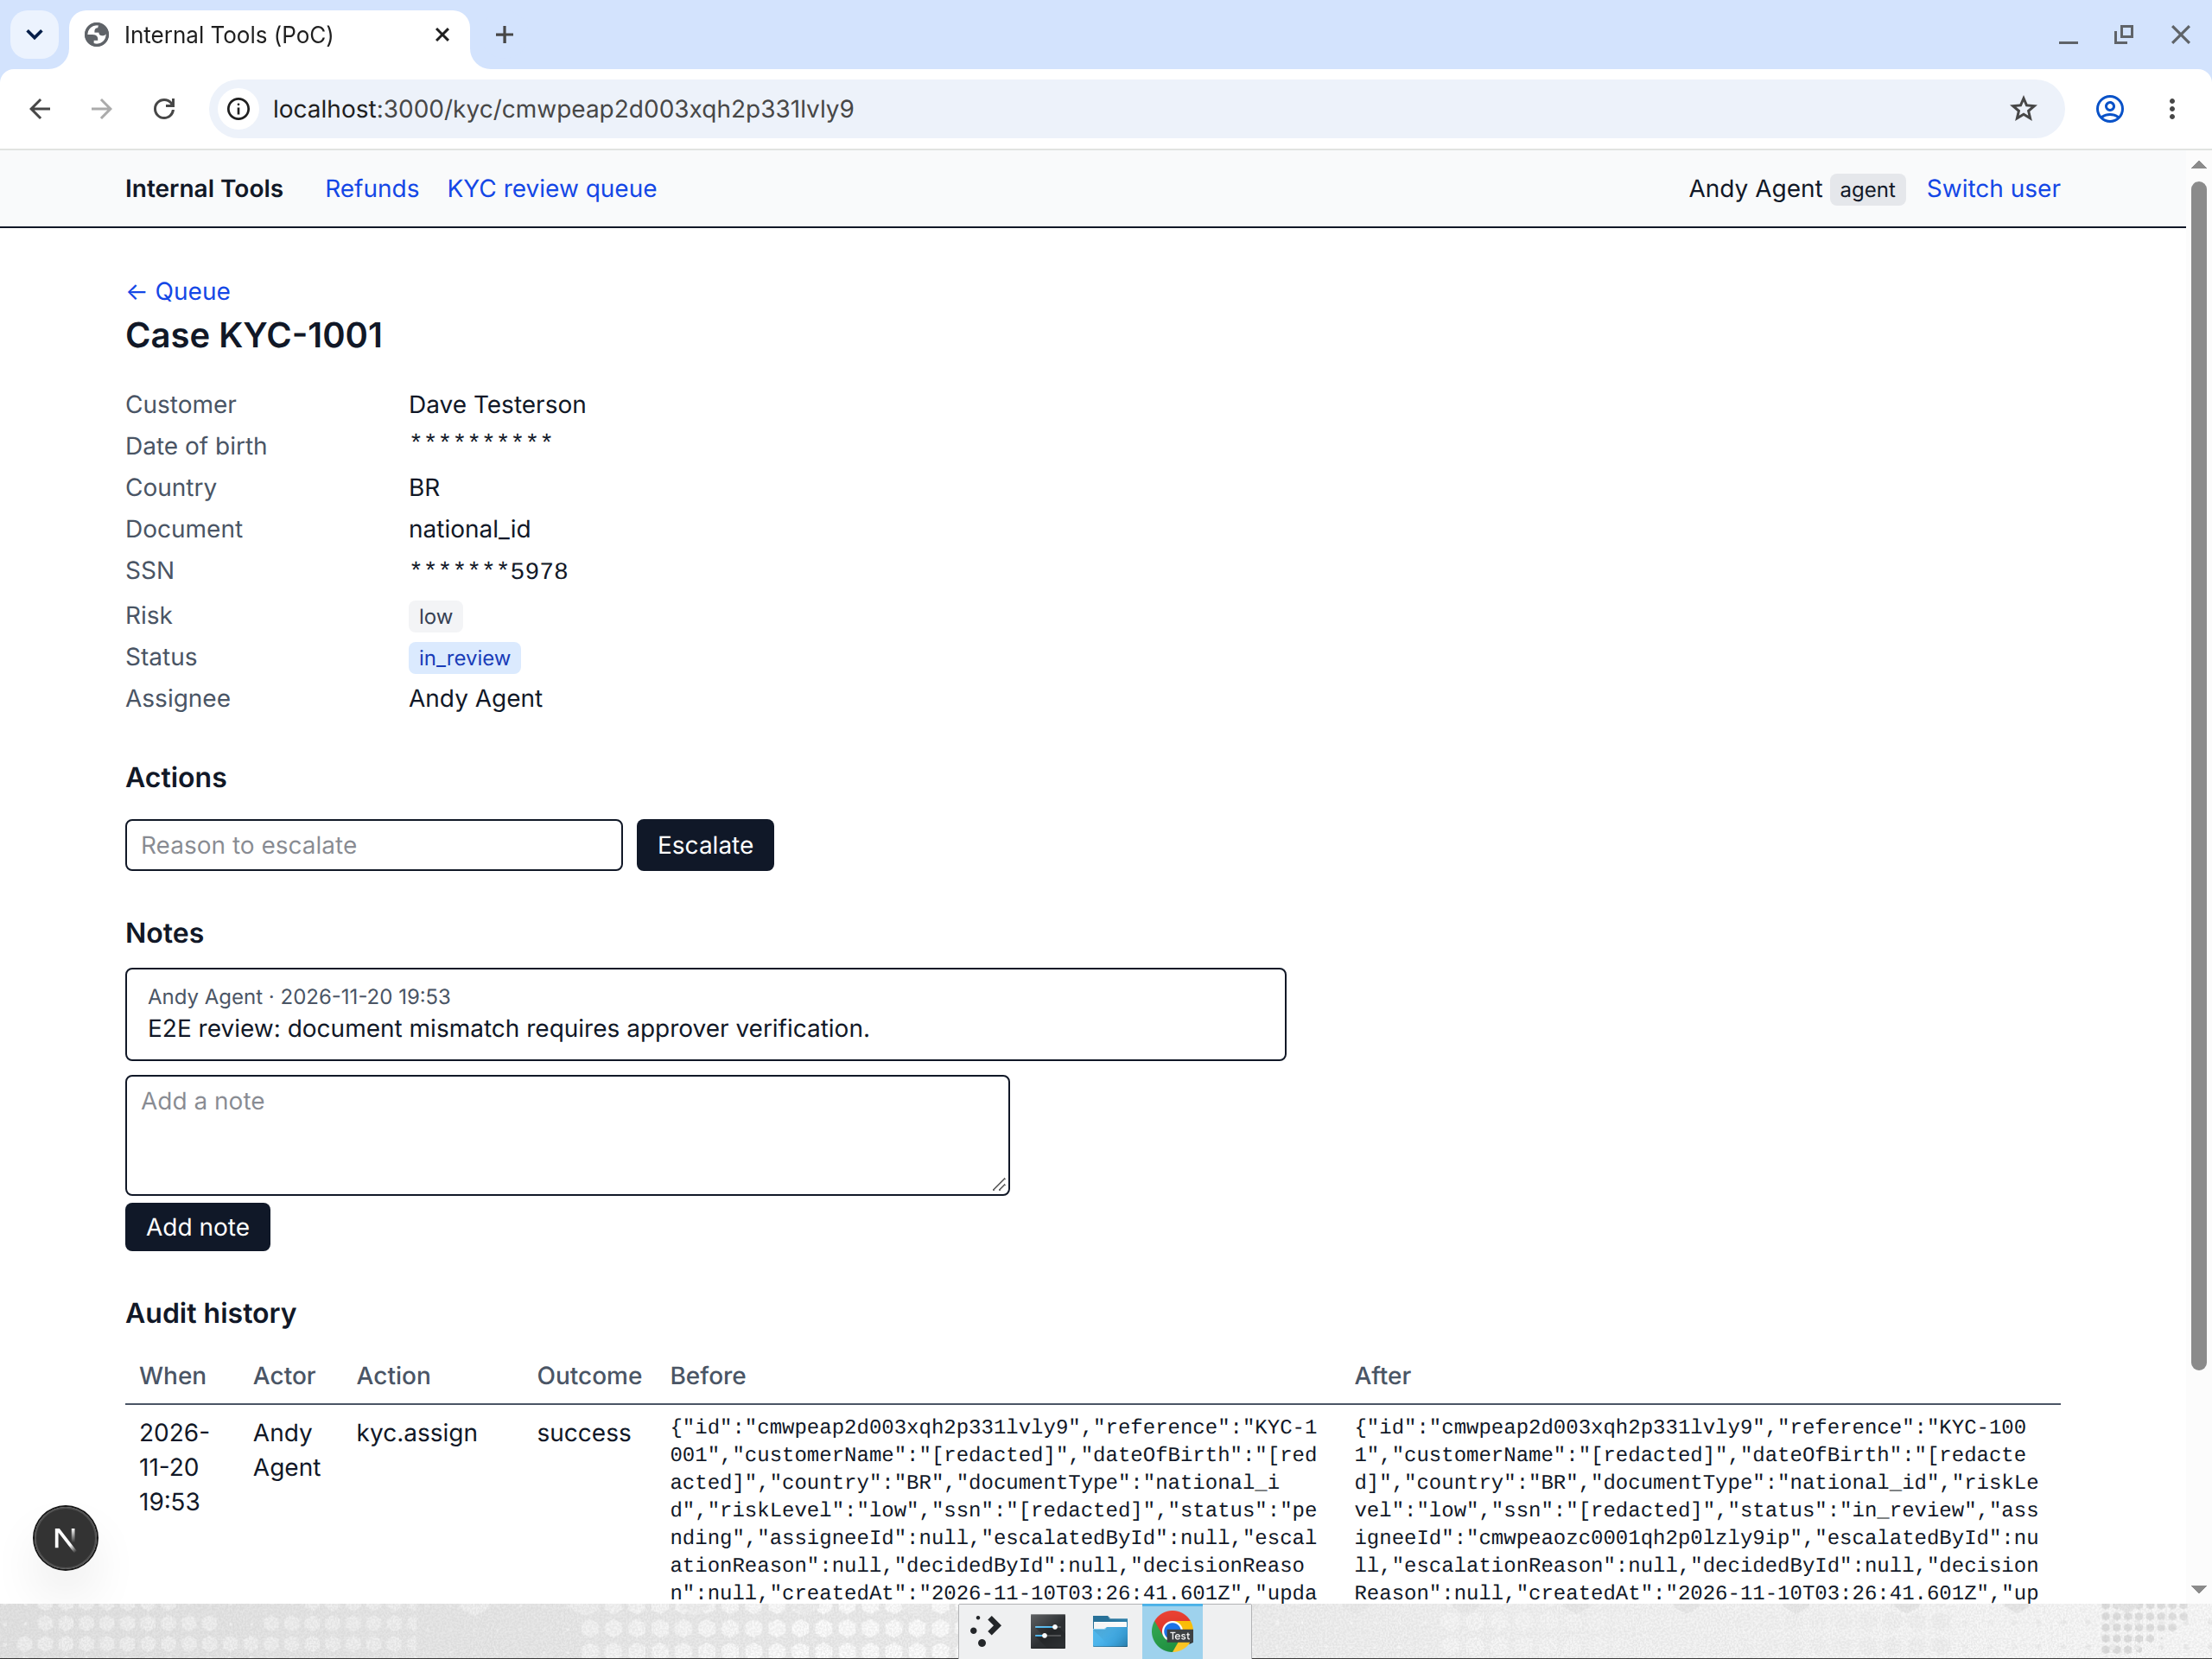 Internal Tools (PoC)
localhost:3000/kyc/cmwpeap2d003xqh2p331lvly9
Internal Tools Refunds KYC review queue Andy Agent agent Switch user
← Queue
Case KYC-1001
Customer Dave Testerson
Date of birth **********
Country BR
Document national_id
SSN *******5978
Risk low
Status in_review
Assignee Andy Agent
Actions
Reason to escalate Escalate
Notes
Andy Agent · 2026-11-20 19:53
E2E review: document mismatch requires approver verification.
Add a note
Add note
Audit history
When Actor Action Outcome Before After
2026-11-20 19:53 Andy Agent kyc.assign success
{"id":"cmwpeap2d003xqh2p331lvly9","reference":"KYC-1
001","customerName":"[redacted]","dateOfBirth":"[red
acted]","country":"BR","documentType":"national_i
d","riskLevel":"low","ssn":"[redacted]","status":"pe
nding","assigneeId":null,"escalatedById":null,"escal
ationReason":null,"decidedById":null,"decisionReaso
n":null,"createdAt":"2026-11-10T03:26:41.601Z","upda
{"id":"cmwpeap2d003xqh2p331lvly9","reference":"KYC-100
1","customerName":"[redacted]","dateOfBirth":"[redacte
d]","country":"BR","documentType":"national_id","riskLe
vel":"low","ssn":"[redacted]","status":"in_review","ass
igneeId":"cmwpeaozc0001qh2p0lzly9ip","escalatedById":nu
ll,"escalationReason":null,"decidedById":null,"decision
Reason":null,"createdAt":"2026-11-10T03:26:41.601Z","up
N
Test